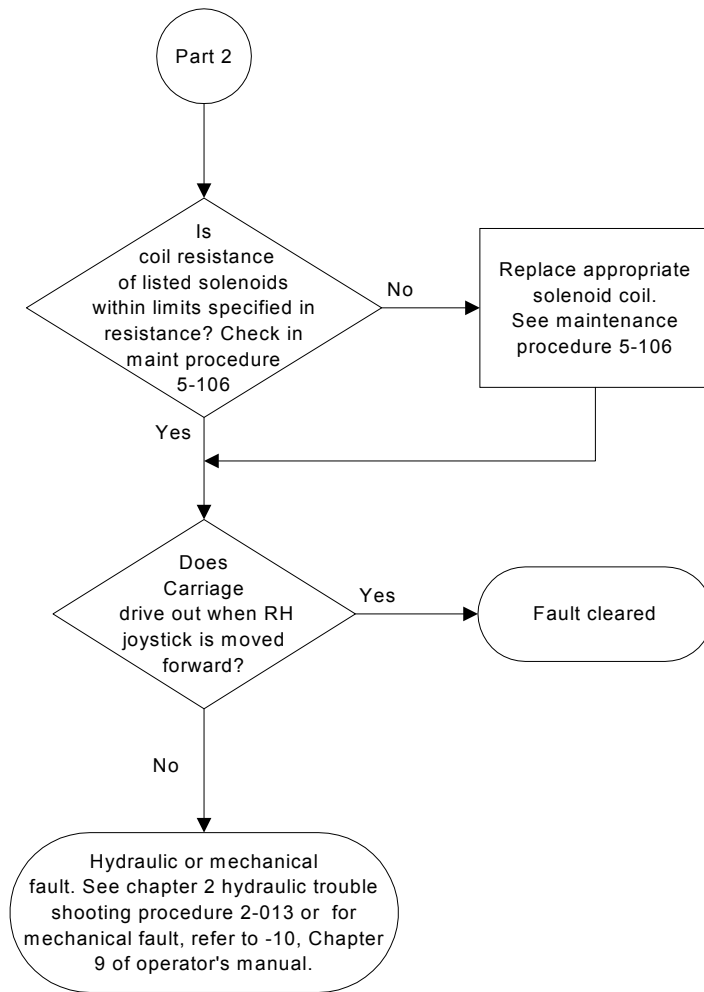 Part 2
Is
coil resistance
of listed solenoids
within limits specified in
resistance? Check in
maint procedure
5-106
No
Replace appropriate
solenoid coil.
See maintenance
procedure 5-106
Yes
Does
Carriage
drive out when RH
joystick is moved
forward?
Yes
Fault cleared
No
Hydraulic or mechanical
fault. See chapter 2 hydraulic trouble
shooting procedure 2-013 or for
mechanical fault, refer to -10, Chapter
9 of operator's manual.